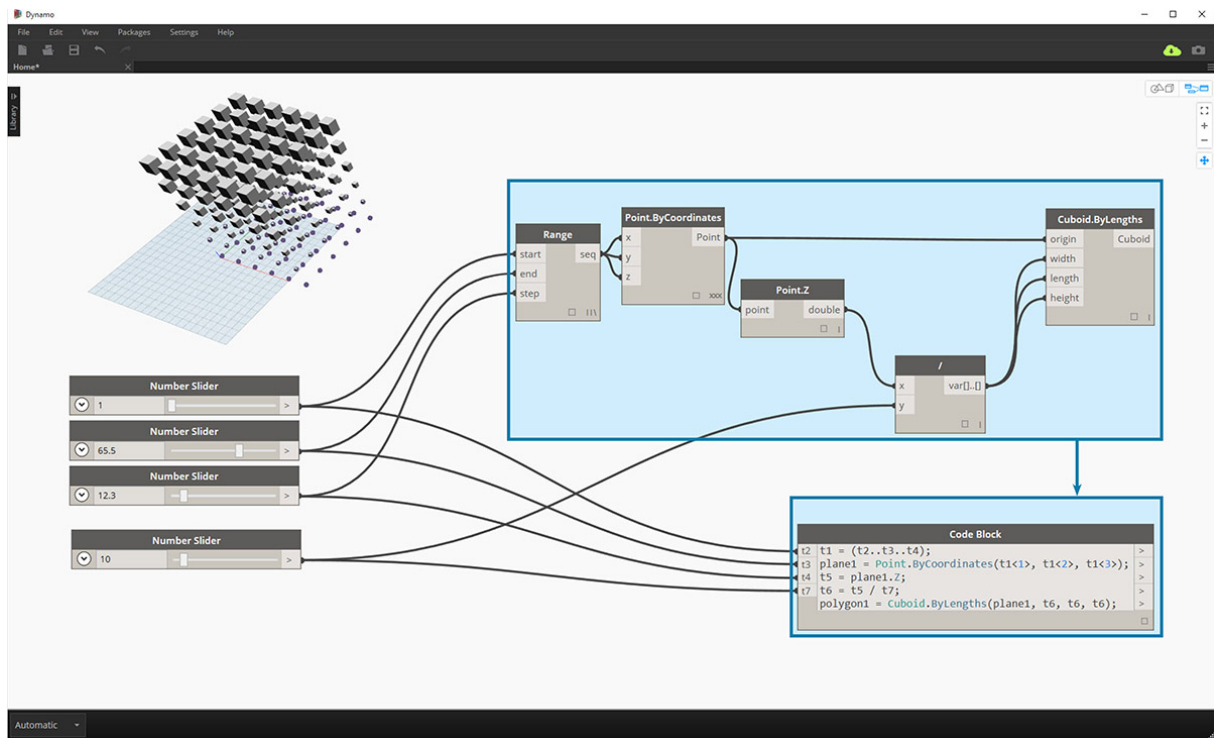 Dynamo
File Edit View Packages Settings Help
Home*
Library
Range
start seq
end
step
Point.ByCoordinates
x Point
y
z
xxx
Point.Z
point double
/
x var[]..[]
y
Cuboid.ByLengths
origin Cuboid
width
length
height
Number Slider
1 >
Number Slider
65.5 >
Number Slider
12.3 >
Number Slider
10 >
Code Block
t2 t1 = (t2..t3..t4); >
t3 plane1 = Point.ByCoordinates(t1<1>, t1<2>, t1<3>); >
t4 t5 = plane1.Z; >
t7 t6 = t5 / t7; >
polygon1 = Cuboid.ByLengths(plane1, t6, t6, t6); >
Automatic